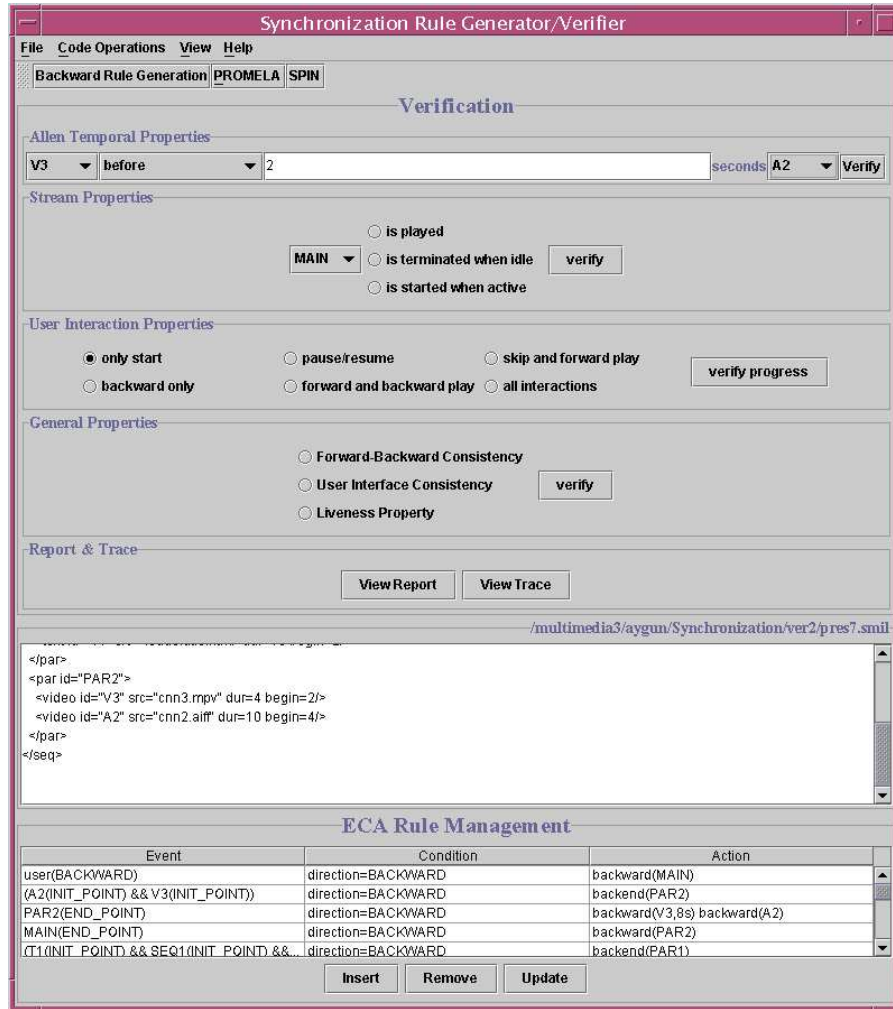 Synchronization Rule Generator/Verifier
File Code Operations View Help
Backward Rule Generation PROMELA SPIN
Verification
Allen Temporal Properties
V3 before 2 seconds A2 Verify
Stream Properties
is played
MAIN is terminated when idle verify
is started when active
User Interaction Properties
only start pause/resume skip and forward play
verify progress
backward only forward and backward play all interactions
General Properties
Forward-Backward Consistency
User Interface Consistency verify
Liveness Property
Report & Trace
View Report View Trace
/multimedia3/aygun/Synchronization/ver2/pres7.smil
</par>
<par id="PAR2">
<video id="V3" src="cnn3.mpv" dur=4 begin=2/>
<video id="A2" src="cnn2.aiff" dur=10 begin=4/>
</par>
</seq>
ECA Rule Management
Event Condition Action
user(BACKWARD) direction=BACKWARD backward(MAIN)
(A2(INIT_POINT) && V3(INIT_POINT)) direction=BACKWARD backend(PAR2)
PAR2(END_POINT) direction=BACKWARD backward(V3,8s) backward(A2)
MAIN(END_POINT) direction=BACKWARD backward(PAR2)
(T1(INIT_POINT) && SEQ1(INIT_POINT) &&... direction=BACKWARD backend(PAR1)
Insert Remove Update